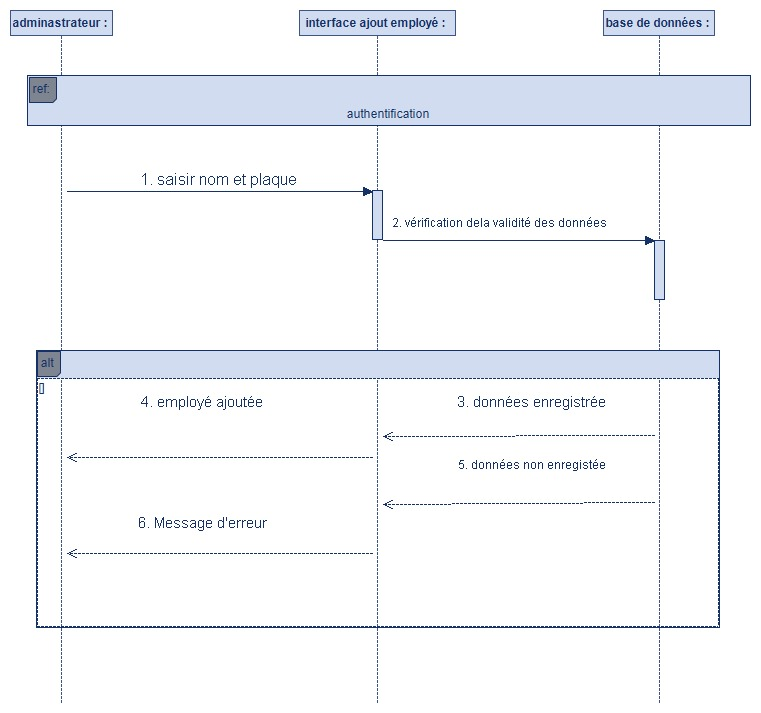 adminastrateur :
interface ajout employé :
base de données :
ref:
authentification
1. saisir nom et plaque
2. vérification dela validité des données
alt
[]
4. employé ajoutée
3. données enregistrée
5. données non enregistée
6. Message d'erreur